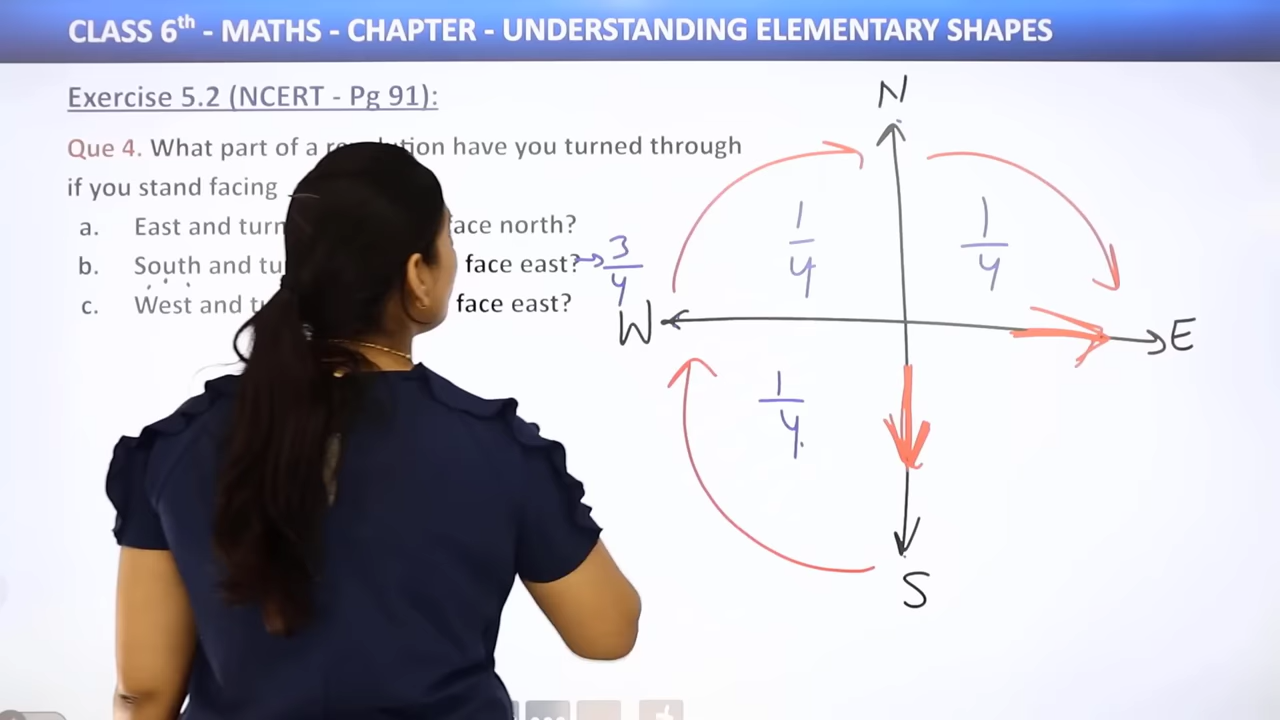 CLASS 6th - MATHS - CHAPTER - UNDERSTANDING ELEMENTARY SHAPES
Exercise 5.2 (NCERT - Pg 91):
Que 4. What part of a have you turned through
if you stand facing
a. East and turn face north?
b. South and face east? → 3/4
c. West and face east?
N
1/4 1/4
W E
1/4
S